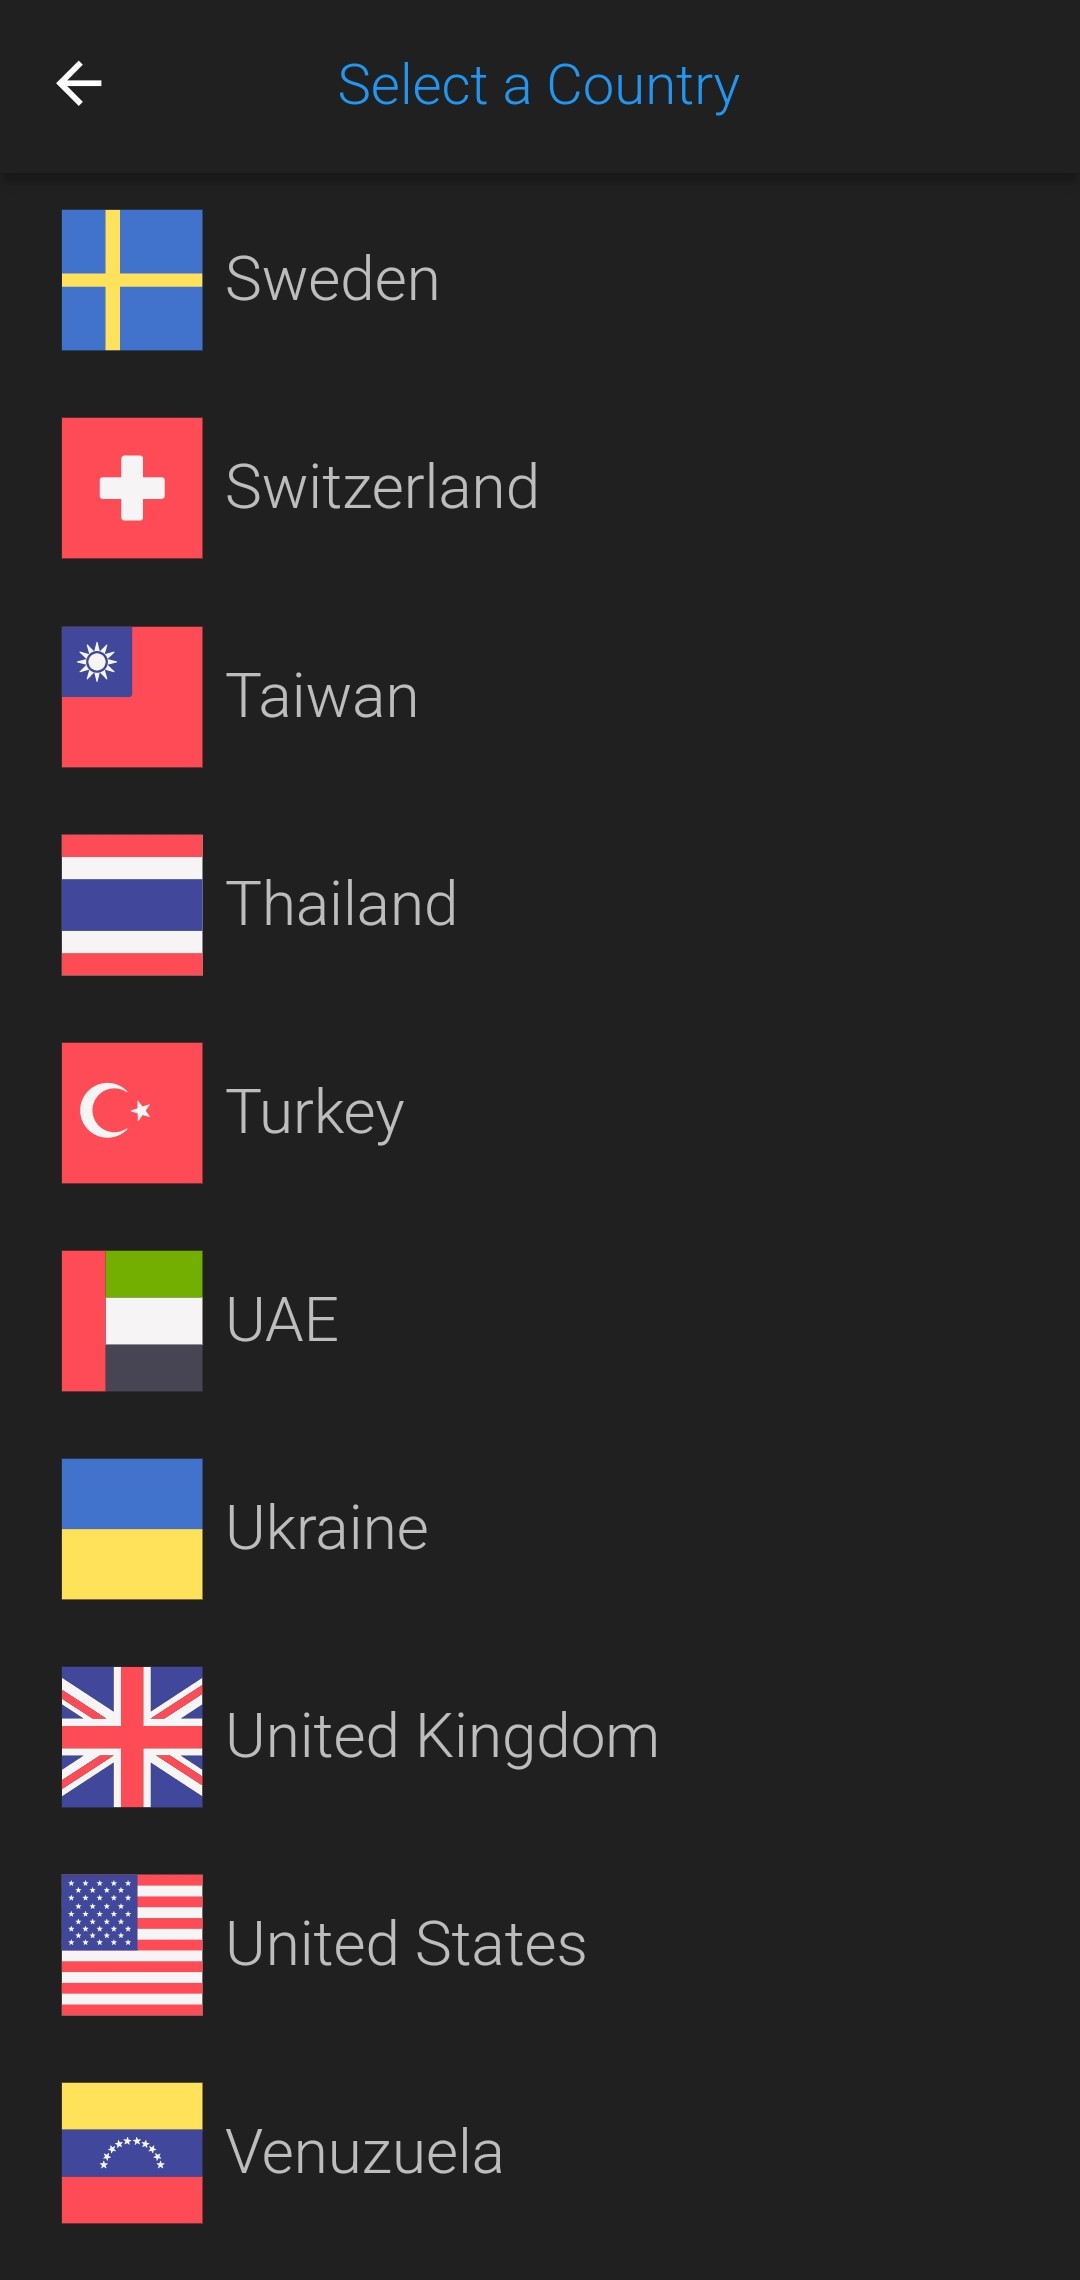 Select a Country
Sweden
Switzerland
Taiwan
Thailand
Turkey
UAE
Ukraine
United Kingdom
United States
Venuzuela